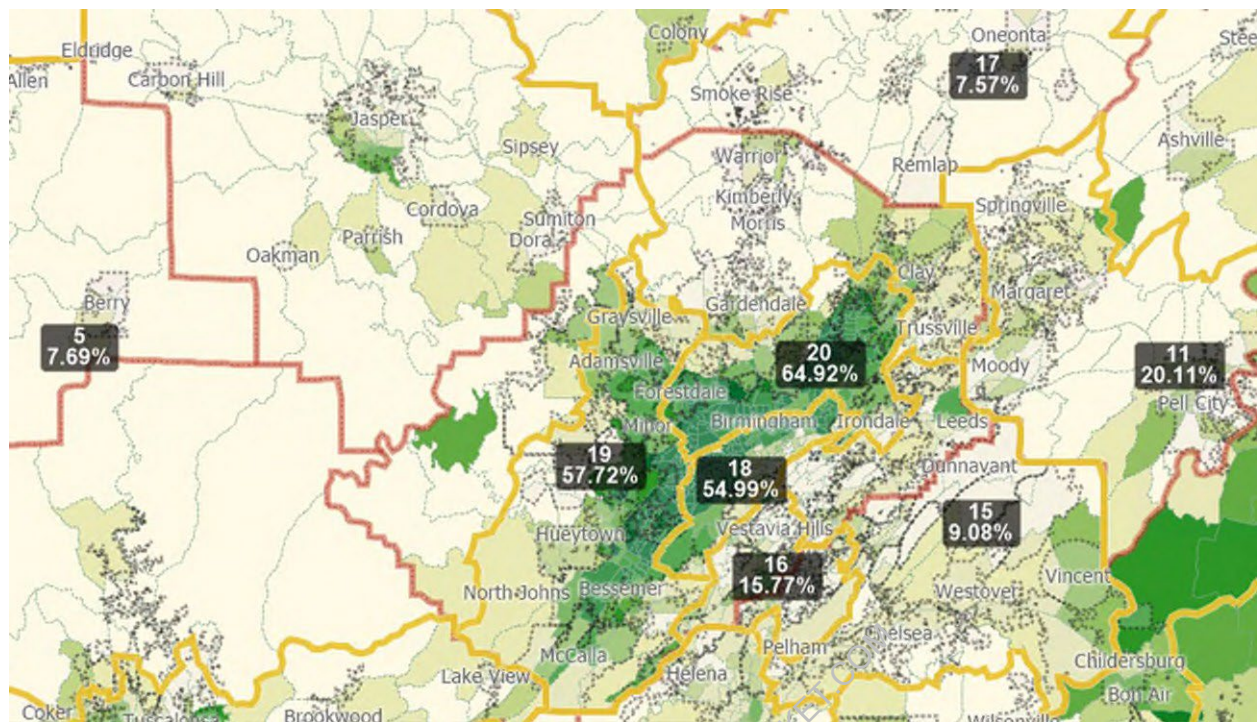 Colony
Oneonta
Eldridge
Allen
Carbon Hill
17
7.57%
Smoke Rise
Jasper
Ashville
Sipsey
Warrior
Remlap
Kimberly
Morris
Springville
Cordova
Sumiton
Dora
Parrish
Oakman
Clay
Margaret
Berry
Gardendale
Graysville
Trussville
5
7.69%
Adamsville
20
64.92%
Moody
11
20.11%
Forestdale
Pell City
Minor
Birmingham
Irondale
Leeds
19
57.72%
18
54.99%
Dunnavant
15
9.08%
Hueytown
Vestavia Hills
16
15.77%
North Johns
Bessemer
Westover
Vincent
Chelsea
McCalla
Pelham
Helena
Lake View
Childersburg
Bon Air
Coker
Tuscaloosa
Brookwood
Wilsonville